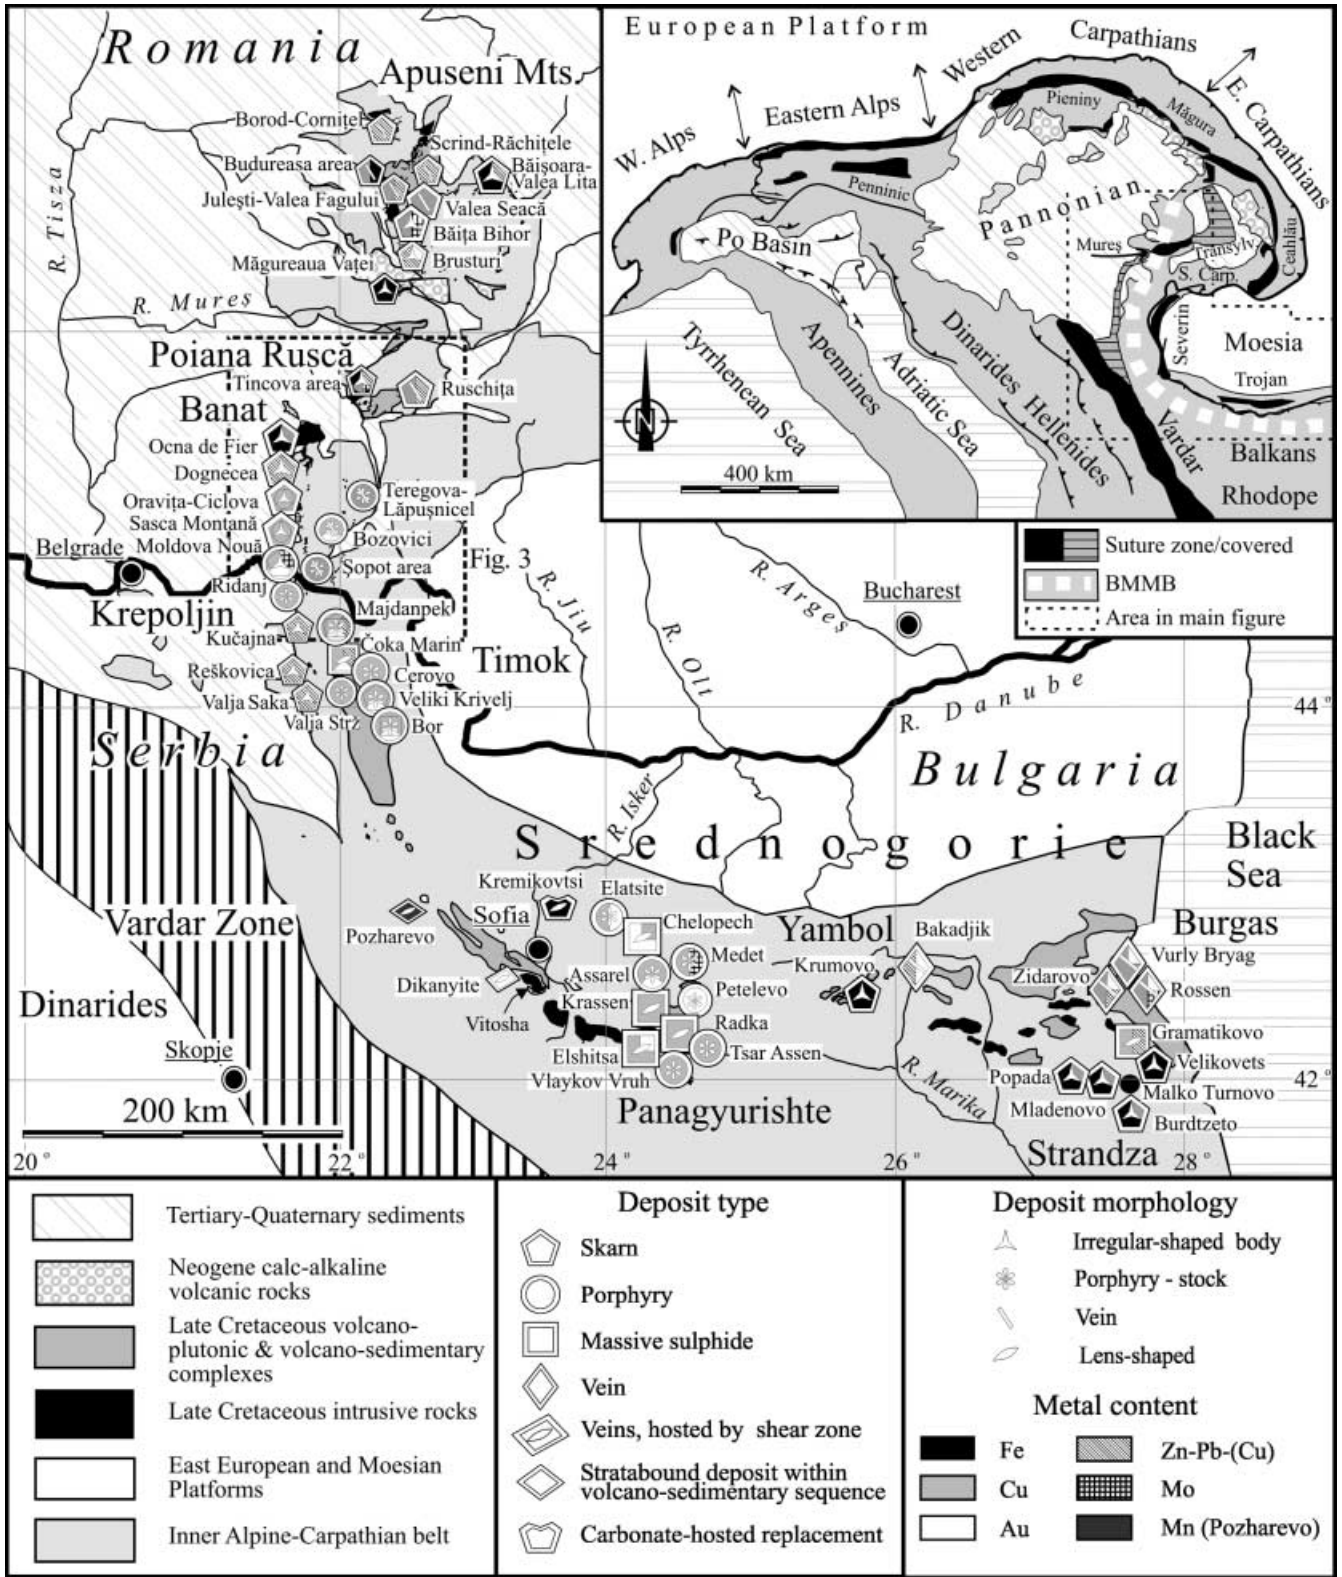 Romania
Apuseni Mts.
Borod-Corniţel
Scrind-Răchiţele
Budureasa area
Băişoara-
Valea Lita
Juleşti-Valea Fagului
Valea Seacă
Băiţa Bihor
Măgureaua Vaţei
Brusturi
R. Tisza
R. Mureş
Poiana Ruscă
Tincova area
Ruschiţa
Banat
Ocna de Fier
Dognecea
Oraviţa-Ciclova
Sasca Montană
Moldova Nouă
Teregova-
Lăpuşnicel
Bozovici
Şopot area
Fig. 3
Belgrade
Ridanj
Krepoljin
Majdanpek
Kučajna
Čoka Marin
Timok
Reškovica
Cerovo
Valja Saka
Veliki Krivelj
Valja Strž
Bor
Serbia
R. Jiu
R. Olt
R. Argeş
Bucharest
R. Danube
44 °
Bulgaria
R. Isker
Srednogorie
Black
Sea
Kremikovtsi
Elatsite
Sofia
Chelopech
Pozharevo
Medet
Dikanyite
Assarel
Petelevo
Krassen
Vitosha
Radka
Elshitsa
Tsar Assen
Vlaykov Vruh
Panagyurishte
Yambol
Bakadjik
Krumovo
Burgas
Vurly Bryag
Zidarovo
Rossen
Gramatikovo
Velikovets
Popada
42 °
Malko Turnovo
Mladenovo
Burdtzeto
R. Marika
Strandza
Vardar Zone
Dinarides
Skopje
200 km
20 °
22 °
24 °
26 °
28 °
European Platform
Western
Carpathians
E. Carpathians
Eastern Alps
W. Alps
Pieniny
Măgura
Penninic
Pannonian
Po Basin
Mureş
Transylv.
S. Carp.
Ceahlău
Severin
Moesia
Trojan
Tyrrhenean Sea
Apennines
Adriatic Sea
Dinarides Hellenides
Vardar
Balkans
Rhodope
N
400 km
Suture zone/covered
BMMB
Area in main figure
Tertiary-Quaternary sediments
Neogene calc-alkaline
volcanic rocks
Late Cretaceous volcano-
plutonic & volcano-sedimentary
complexes
Late Cretaceous intrusive rocks
East European and Moesian
Platforms
Inner Alpine-Carpathian belt
Deposit type
Skarn
Porphyry
Massive sulphide
Vein
Veins, hosted by shear zone
Stratabound deposit within
volcano-sedimentary sequence
Carbonate-hosted replacement
Deposit morphology
Irregular-shaped body
Porphyry - stock
Vein
Lens-shaped
Metal content
Fe
Zn-Pb-(Cu)
Cu
Mo
Au
Mn (Pozharevo)